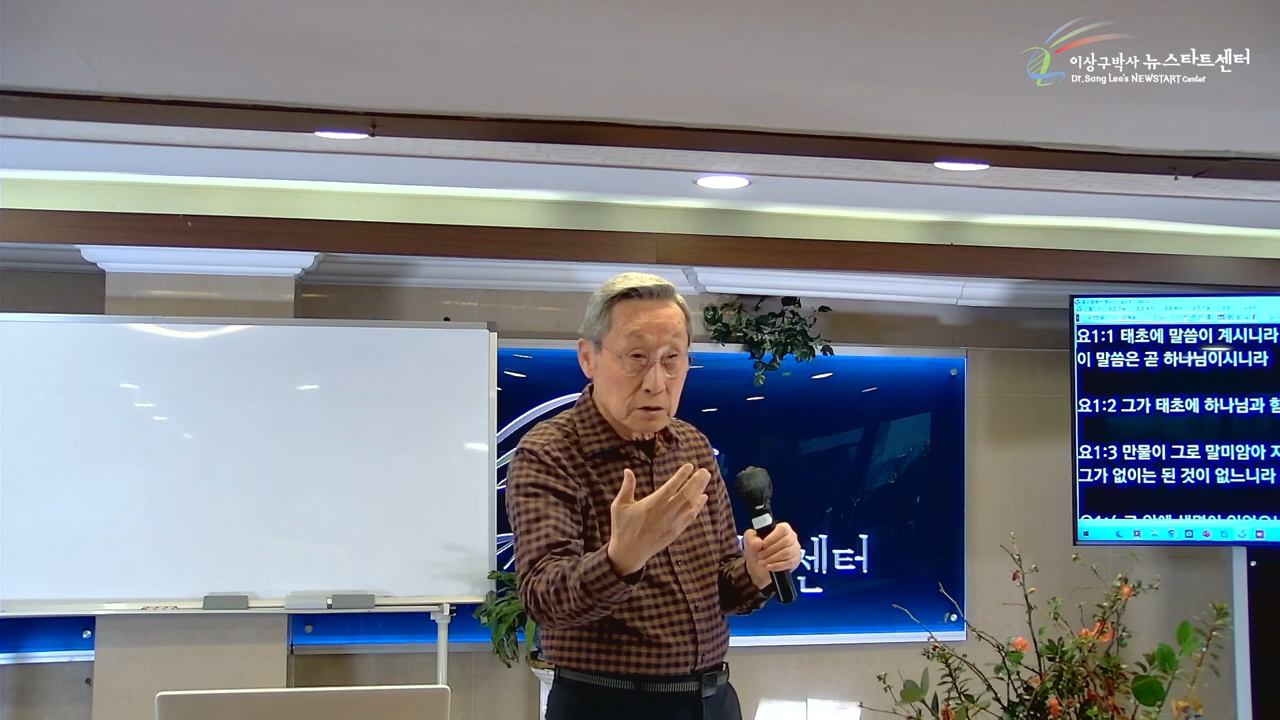 이상구박사 뉴스타트센터
Dr. Sang Lee's NEWSTART Center
요1:1 태초에 말씀이 계시니라
이 말씀은 곧 하나님이시니라
요1:2 그가 태초에 하나님과 함
요1:3 만물이 그로 말미암아 지
그가 없이는 된 것이 없느니라
센터